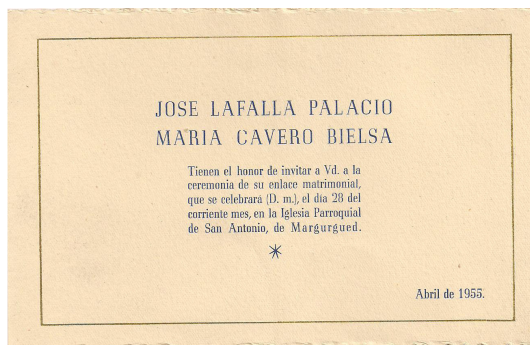 JOSE LAFALLA PALACIO
MARIA CAVERO BIELSA
Tienen el honor de invitar a Vd. a la
ceremonia de su enlace matrimonial,
que se celebrará (D. m.), el día 28 del
corriente mes, en la Iglesia Parroquial
de San Antonio, de Margurgued.
Abril de 1955.